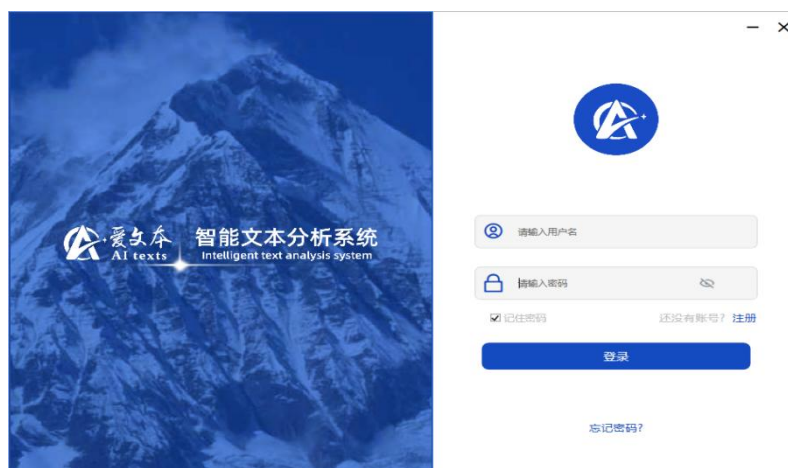 爱文本
AI texts
智能文本分析系统
Intelligent text analysis system
请输入用户名
请输入密码
记住密码
还没有账号？ 注册
登录
忘记密码?